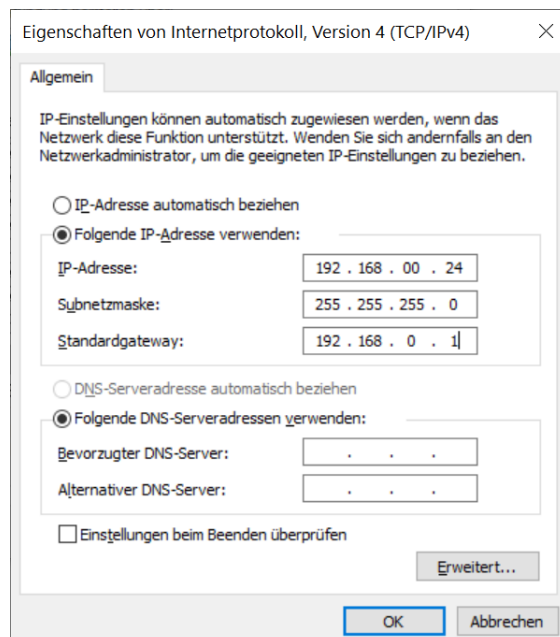 Eigenschaften von Internetprotokoll, Version 4 (TCP/IPv4)
Allgemein
IP-Einstellungen können automatisch zugewiesen werden, wenn das
Netzwerk diese Funktion unterstützt. Wenden Sie sich andernfalls an den
Netzwerkadministrator, um die geeigneten IP-Einstellungen zu beziehen.
IP-Adresse automatisch beziehen
Folgende IP-Adresse verwenden:
IP-Adresse: 192 . 168 . 00 . 24
Subnetzmaske: 255 . 255 . 255 . 0
Standardgateway: 192 . 168 . 0 . 1
DNS-Serveradresse automatisch beziehen
Folgende DNS-Serveradressen verwenden:
Bevorzugter DNS-Server: . . .
Alternativer DNS-Server: . . .
Einstellungen beim Beenden überprüfen
Erweitert...
OK Abbrechen